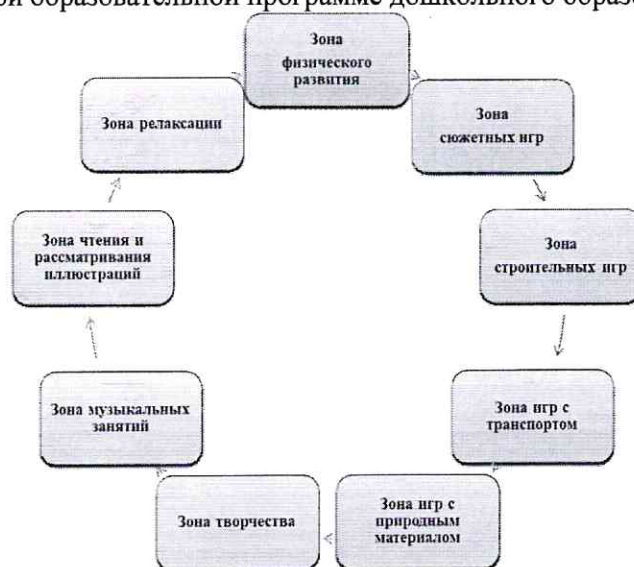 образовательной программе дошкольного
Зона
физического
развития
Зона
сюжетных игр
Зона
строительных игр
Зона игр с
транспортом
Зона игр с
природным
материалом
Зона творчества
Зона музыкальных
занятий
Зона чтения и
рассматривания
иллюстраций
Зона релаксации